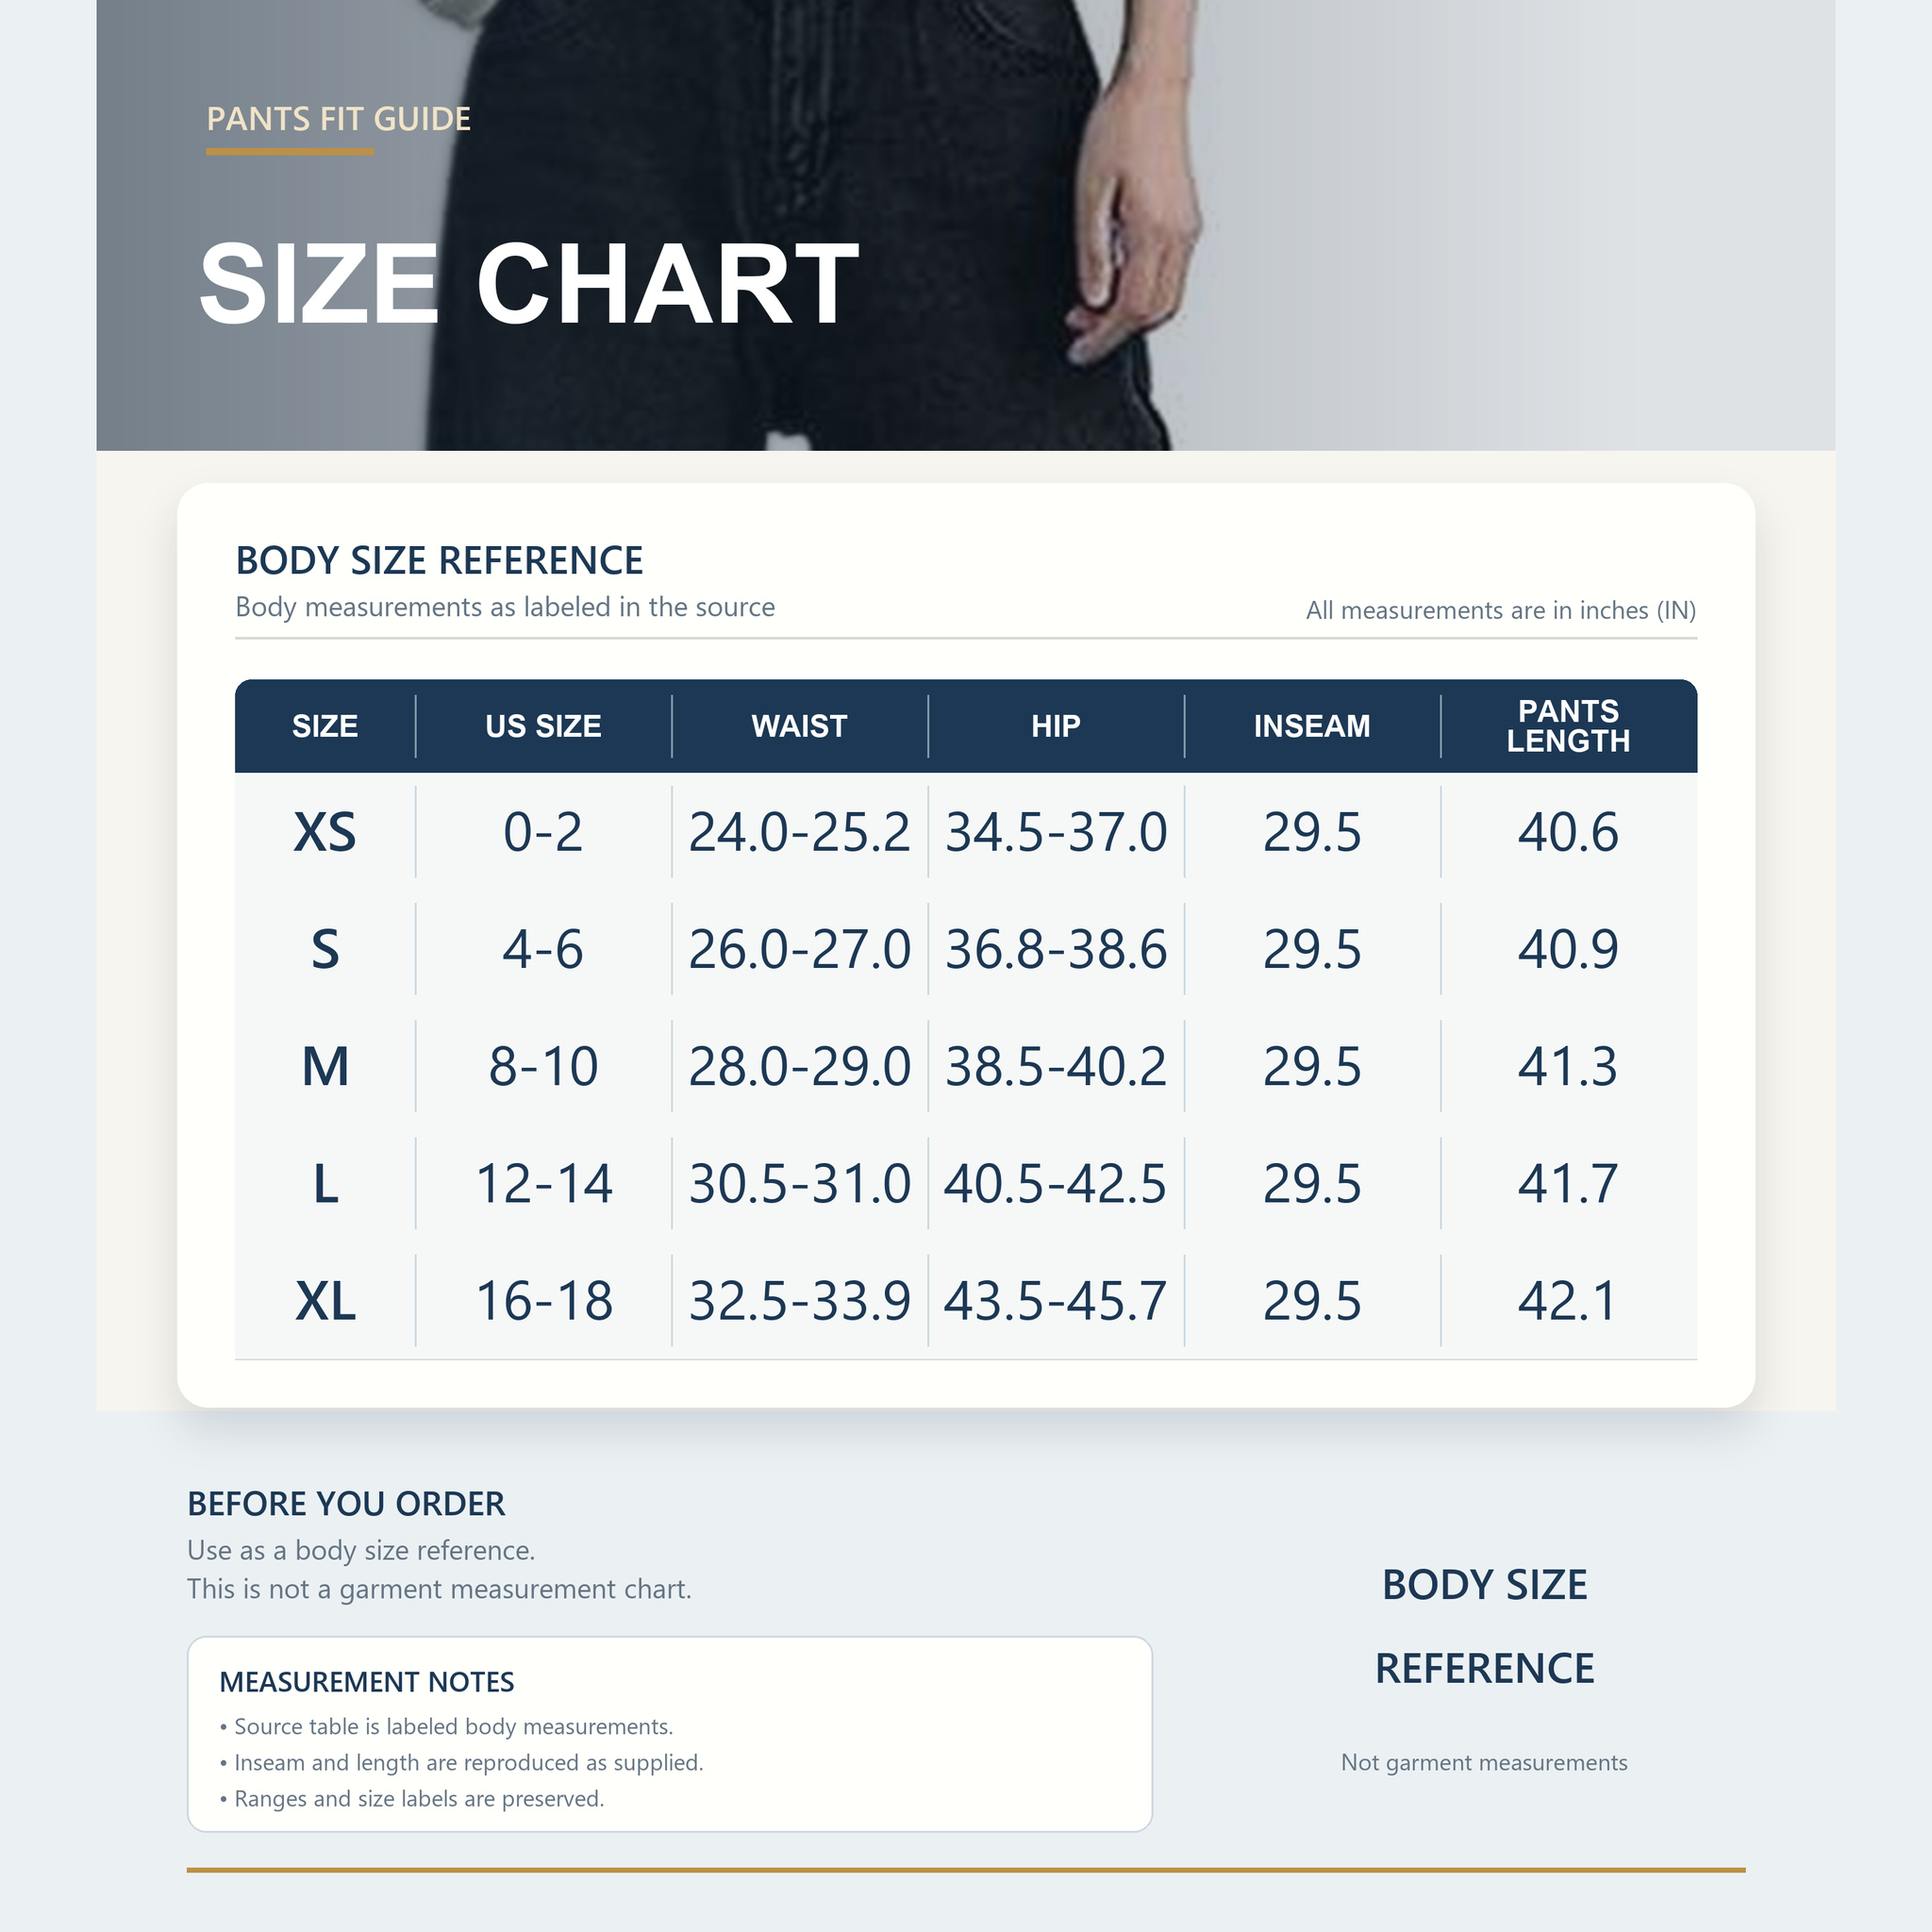 PANTS FIT GUIDE
SIZE CHART
BODY SIZE REFERENCE
Body measurements as labeled in the source
All measurements are in inches (IN)
SIZE US SIZE WAIST HIP INSEAM PANTS LENGTH
XS 0-2 24.0-25.2 34.5-37.0 29.5 40.6
S 4-6 26.0-27.0 36.8-38.6 29.5 40.9
M 8-10 28.0-29.0 38.5-40.2 29.5 41.3
L 12-14 30.5-31.0 40.5-42.5 29.5 41.7
XL 16-18 32.5-33.9 43.5-45.7 29.5 42.1
BEFORE YOU ORDER
Use as a body size reference.
This is not a garment measurement chart.
MEASUREMENT NOTES
• Source table is labeled body measurements.
• Inseam and length are reproduced as supplied.
• Ranges and size labels are preserved.
BODY SIZE
REFERENCE
Not garment measurements